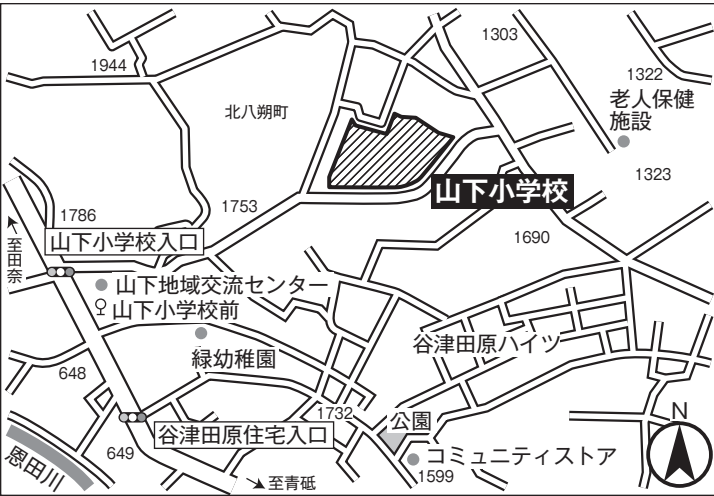 1303
1944
1322
老人保健
施設
北八朔町
1323
山下小学校
1753
1786
↑至田奈
山下小学校入口
1690
山下地域交流センター
山下小学校前
谷津田原ハイツ
緑幼稚園
648
1732
公園
N
谷津田原住宅入口
649
コミュニティストア
恩田川
→至青砥
1599